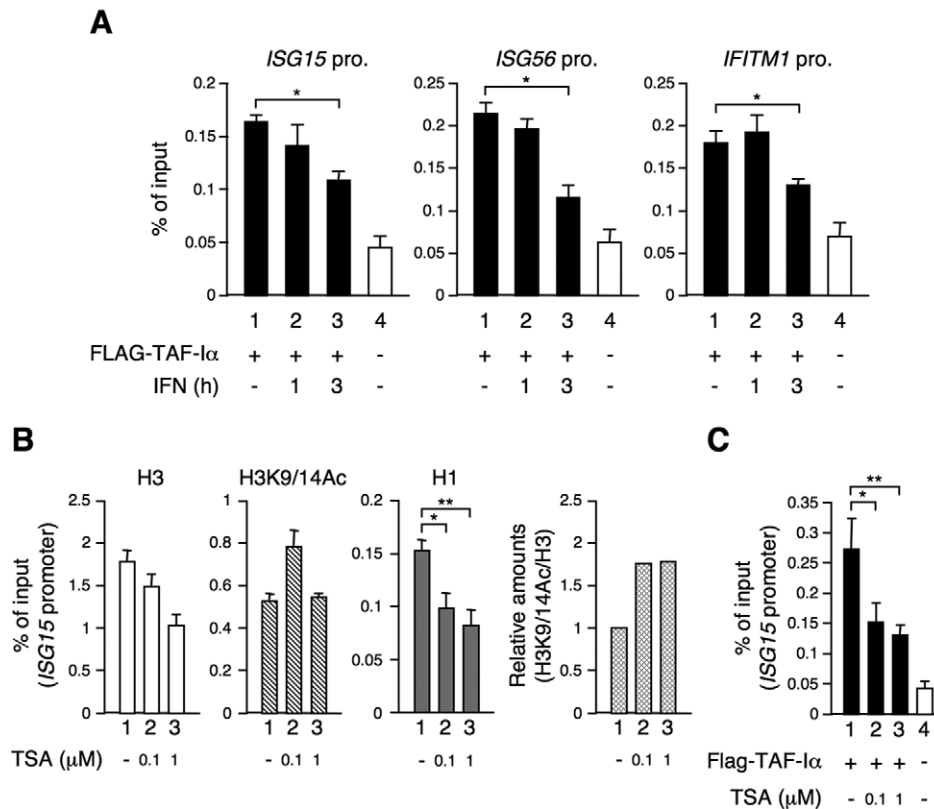 A
ISG15 pro.
ISG56 pro.
IFITM1 pro.
% of input
0.2
0.15
0.1
0.05
0
*
1 2 3 4
0.25
0.2
0.15
0.1
0.05
0
*
1 2 3 4
0.25
0.2
0.15
0.1
0.05
0
*
1 2 3 4
FLAG-TAF-Iα + + + - + + + - + + + -
IFN (h) - 1 3 - - 1 3 - - 1 3 -
B
H3
H3K9/14Ac
H1
% of input
(ISG15 promoter)
2.5
2
1.5
1
0.5
0
1 2 3
1
0.8
0.6
0.4
0.2
0
1 2 3
0.2
0.15
0.1
0.05
0
**
*
1 2 3
Relative amounts
(H3K9/14Ac/H3)
2.5
2
1.5
1
0.5
0
1 2 3
TSA (μM) - 0.1 1 - 0.1 1 - 0.1 1 - 0.1 1
C
% of input
(ISG15 promoter)
0.35
0.3
0.25
0.2
0.15
0.1
0.05
0
**
*
1 2 3 4
Flag-TAF-Iα + + + -
TSA (μM) - 0.1 1 -